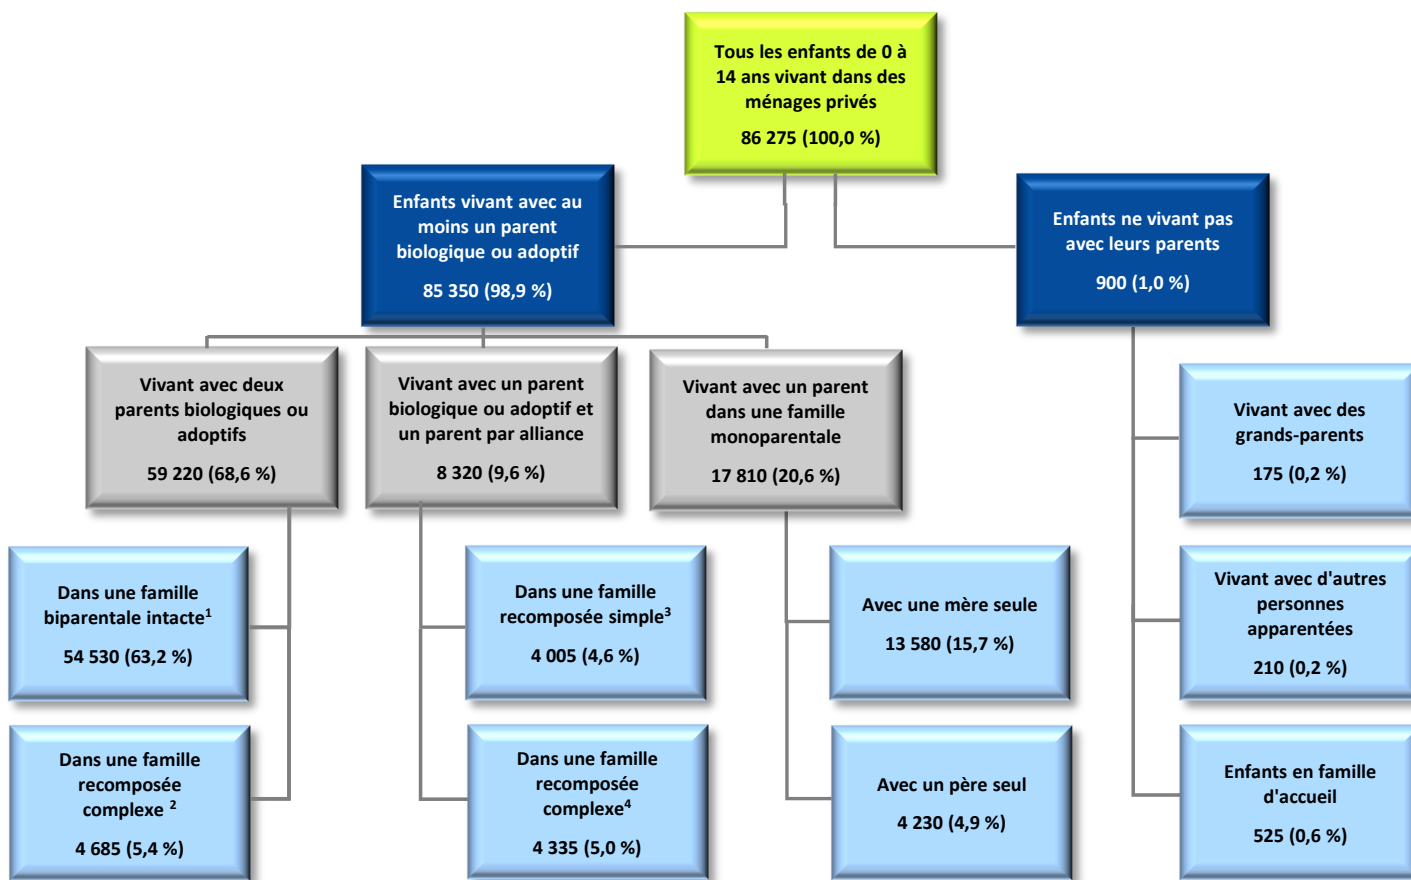 Tous les enfants de 0 à
14 ans vivant dans des
ménages privés
86 275 (100,0 %)
Enfants vivant avec au
moins un parent
biologique ou adoptif
85 350 (98,9 %)
Enfants ne vivant pas
avec leurs parents
900 (1,0 %)
Vivant avec deux
parents biologiques ou
adoptifs
59 220 (68,6 %)
Vivant avec un parent
biologique ou adoptif et
un parent par alliance
8 320 (9,6 %)
Vivant avec un parent
dans une famille
monoparentale
17 810 (20,6 %)
Vivant avec des
grands-parents
175 (0,2 %)
Dans une famille
biparentale intacte¹
54 530 (63,2 %)
Dans une famille
recomposée simple³
4 005 (4,6 %)
Avec une mère seule
13 580 (15,7 %)
Vivant avec d'autres
personnes
apparentées
210 (0,2 %)
Dans une famille
recomposée
complexe ²
4 685 (5,4 %)
Dans une famille
recomposée
complexe⁴
4 335 (5,0 %)
Avec un père seul
4 230 (4,9 %)
Enfants en famille
d'accueil
525 (0,6 %)